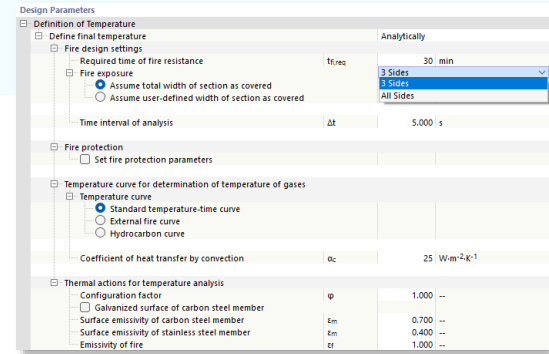 Design Parameters
Definition of Temperature
Define final temperature Analytically
Fire design settings
Required time of fire resistance tfi,req 30 min
Fire exposure 3 Sides
Assume total width of section as covered 3 Sides
Assume user-defined width of section as covered All Sides
Time interval of analysis Δt 5.000 s
Fire protection
Set fire protection parameters
Temperature curve for determination of temperature of gases
Temperature curve
Standard temperature-time curve
External fire curve
Hydrocarbon curve
Coefficient of heat transfer by convection αc 25 W·m-2·K-1
Thermal actions for temperature analysis
Configuration factor φ 1.000 --
Galvanized surface of carbon steel member
Surface emissivity of carbon steel member εm 0.700 --
Surface emissivity of stainless steel member εm 0.400 --
Emissivity of fire εf 1.000 --